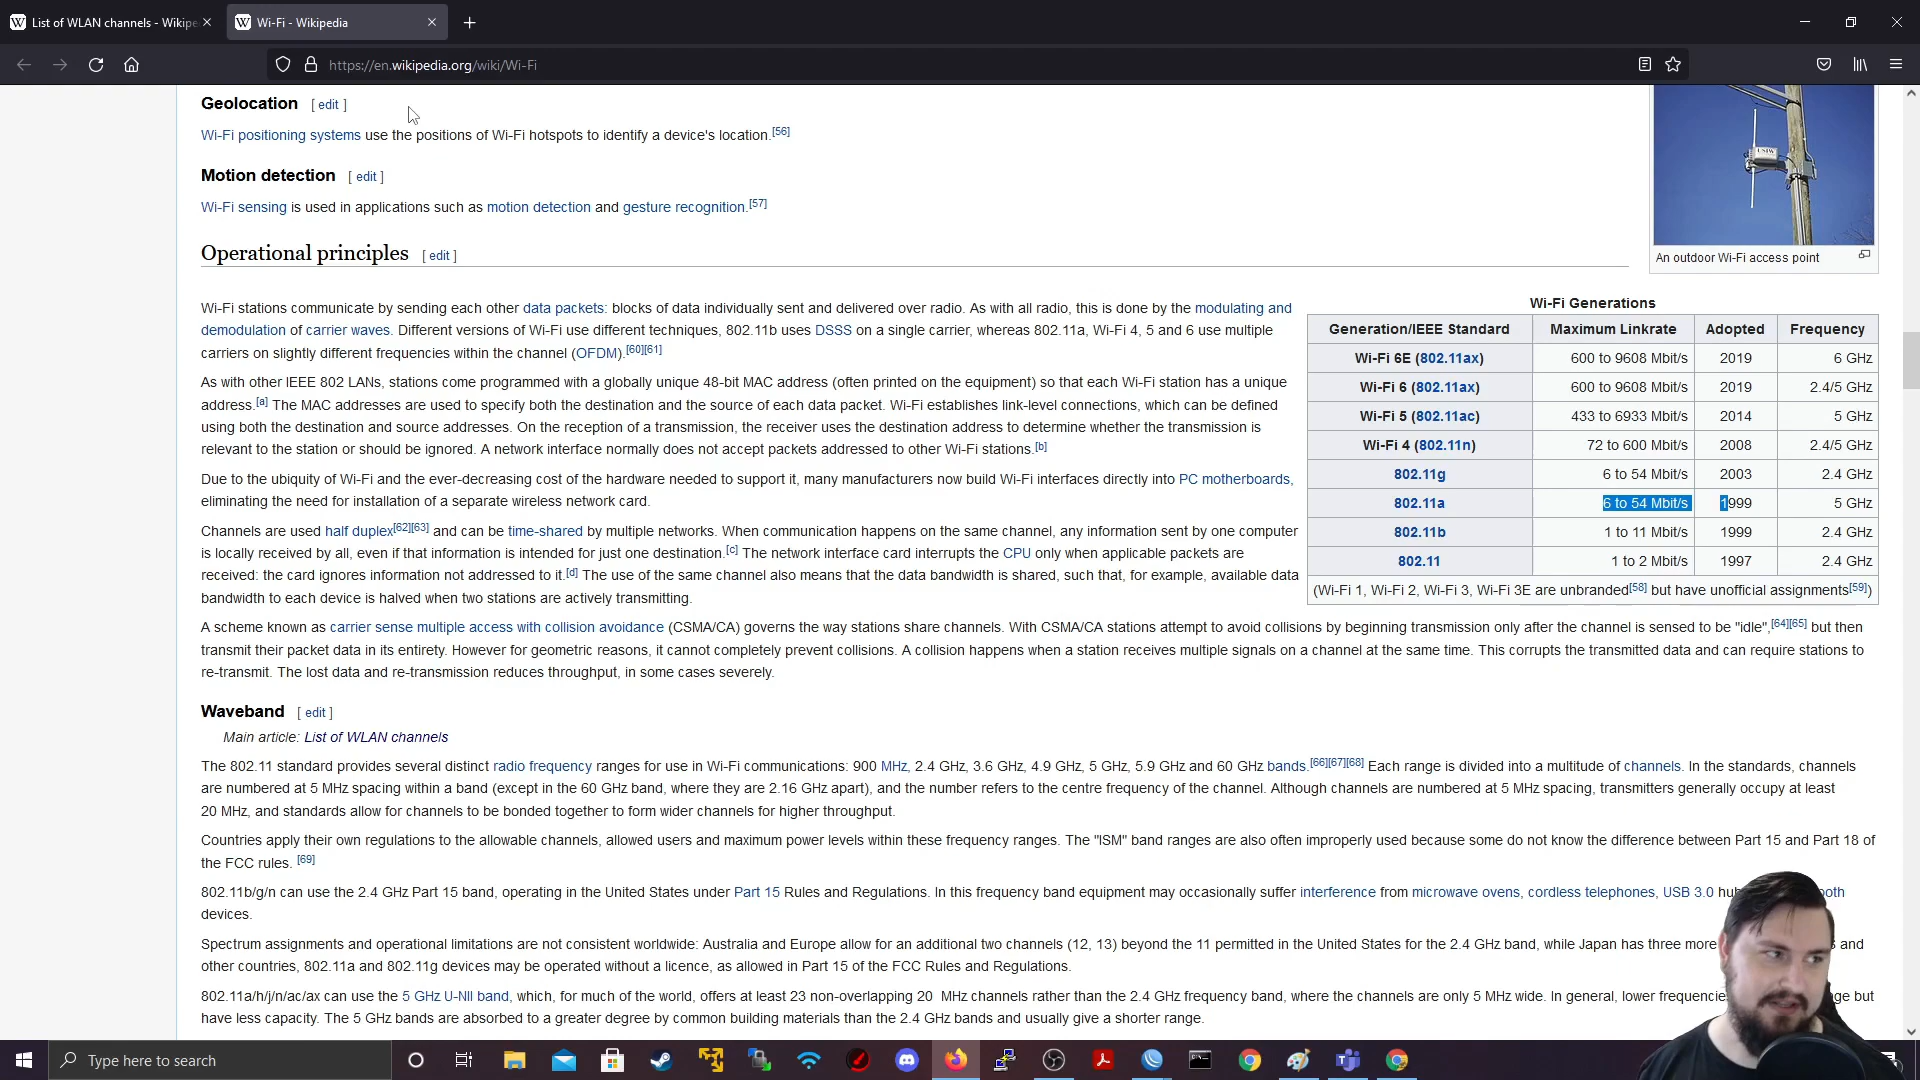 List of WLAN channels - Wikipe
Wi-Fi - Wikipedia
https://en.wikipedia.org/wiki/Wi-Fi
Geolocation [ edit ]
Wi-Fi positioning systems use the positions of Wi-Fi hotspots to identify a device's location.[56]
Motion detection [ edit ]
Wi-Fi sensing is used in applications such as motion detection and gesture recognition.[57]
An outdoor Wi-Fi access point
Operational principles [ edit ]
Wi-Fi stations communicate by sending each other data packets: blocks of data individually sent and delivered over radio. As with all radio, this is done by the modulating and
demodulation of carrier waves. Different versions of Wi-Fi use different techniques, 802.11b uses DSSS on a single carrier, whereas 802.11a, Wi-Fi 4, 5 and 6 use multiple
carriers on slightly different frequencies within the channel (OFDM).[60][61]
As with other IEEE 802 LANs, stations come programmed with a globally unique 48-bit MAC address (often printed on the equipment) so that each Wi-Fi station has a unique
address.[a] The MAC addresses are used to specify both the destination and the source of each data packet. Wi-Fi establishes link-level connections, which can be defined
using both the destination and source addresses. On the reception of a transmission, the receiver uses the destination address to determine whether the transmission is
relevant to the station or should be ignored. A network interface normally does not accept packets addressed to other Wi-Fi stations.[b]
Due to the ubiquity of Wi-Fi and the ever-decreasing cost of the hardware needed to support it, many manufacturers now build Wi-Fi interfaces directly into PC motherboards,
eliminating the need for installation of a separate wireless network card.
Channels are used half duplex[62][63] and can be time-shared by multiple networks. When communication happens on the same channel, any information sent by one computer
is locally received by all, even if that information is intended for just one destination.[c] The network interface card interrupts the CPU only when applicable packets are
received: the card ignores information not addressed to it.[d] The use of the same channel also means that the data bandwidth is shared, such that, for example, available data
bandwidth to each device is halved when two stations are actively transmitting.
Wi-Fi Generations
Generation/IEEE Standard Maximum Linkrate Adopted Frequency
Wi-Fi 6E (802.11ax) 600 to 9608 Mbit/s 2019 6 GHz
Wi-Fi 6 (802.11ax) 600 to 9608 Mbit/s 2019 2.4/5 GHz
Wi-Fi 5 (802.11ac) 433 to 6933 Mbit/s 2014 5 GHz
Wi-Fi 4 (802.11n) 72 to 600 Mbit/s 2008 2.4/5 GHz
802.11g 6 to 54 Mbit/s 2003 2.4 GHz
802.11a 6 to 54 Mbit/s 1999 5 GHz
802.11b 1 to 11 Mbit/s 1999 2.4 GHz
802.11 1 to 2 Mbit/s 1997 2.4 GHz
(Wi-Fi 1, Wi-Fi 2, Wi-Fi 3, Wi-Fi 3E are unbranded[58] but have unofficial assignments[59])
A scheme known as carrier sense multiple access with collision avoidance (CSMA/CA) governs the way stations share channels. With CSMA/CA stations attempt to avoid collisions by beginning transmission only after the channel is sensed to be "idle",[64][65] but then
transmit their packet data in its entirety. However for geometric reasons, it cannot completely prevent collisions. A collision happens when a station receives multiple signals on a channel at the same time. This corrupts the transmitted data and can require stations to
re-transmit. The lost data and re-transmission reduces throughput, in some cases severely.
Waveband [ edit ]
Main article: List of WLAN channels
The 802.11 standard provides several distinct radio frequency ranges for use in Wi-Fi communications: 900 MHz, 2.4 GHz, 3.6 GHz, 4.9 GHz, 5 GHz, 5.9 GHz and 60 GHz bands.[66][67][68] Each range is divided into a multitude of channels. In the standards, channels
are numbered at 5 MHz spacing within a band (except in the 60 GHz band, where they are 2.16 GHz apart), and the number refers to the centre frequency of the channel. Although channels are numbered at 5 MHz spacing, transmitters generally occupy at least
20 MHz, and standards allow for channels to be bonded together to form wider channels for higher throughput.
Countries apply their own regulations to the allowable channels, allowed users and maximum power levels within these frequency ranges. The "ISM" band ranges are also often improperly used because some do not know the difference between Part 15 and Part 18 of
the FCC rules. [69]
802.11b/g/n can use the 2.4 GHz Part 15 band, operating in the United States under Part 15 Rules and Regulations. In this frequency band equipment may occasionally suffer interference from microwave ovens, cordless telephones, USB 3.0
devices.
Spectrum assignments and operational limitations are not consistent worldwide: Australia and Europe allow for an additional two channels (12, 13) beyond the 11 permitted in the United States for the 2.4 GHz band, while Japan has three more and
other countries, 802.11a and 802.11g devices may be operated without a licence, as allowed in Part 15 of the FCC Rules and Regulations.
802.11a/h/j/n/ac/ax can use the 5 GHz U-NII band, which, for much of the world, offers at least 23 non-overlapping 20 MHz channels rather than the 2.4 GHz frequency band, where the channels are only 5 MHz wide. In general, lower but
have less capacity. The 5 GHz bands are absorbed to a greater degree by common building materials than the 2.4 GHz bands and usually give a shorter range.
Type here to search